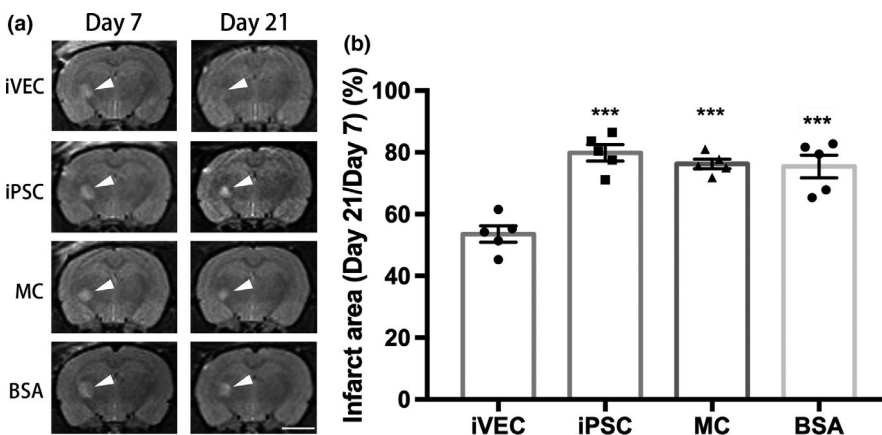 (a)
Day 7 Day 21
iVEC
iPSC
MC
BSA
(b)
Infarct area (Day 21/Day 7) (%)
100
80
60
40
20
0
***
***
***
iVEC iPSC MC BSA